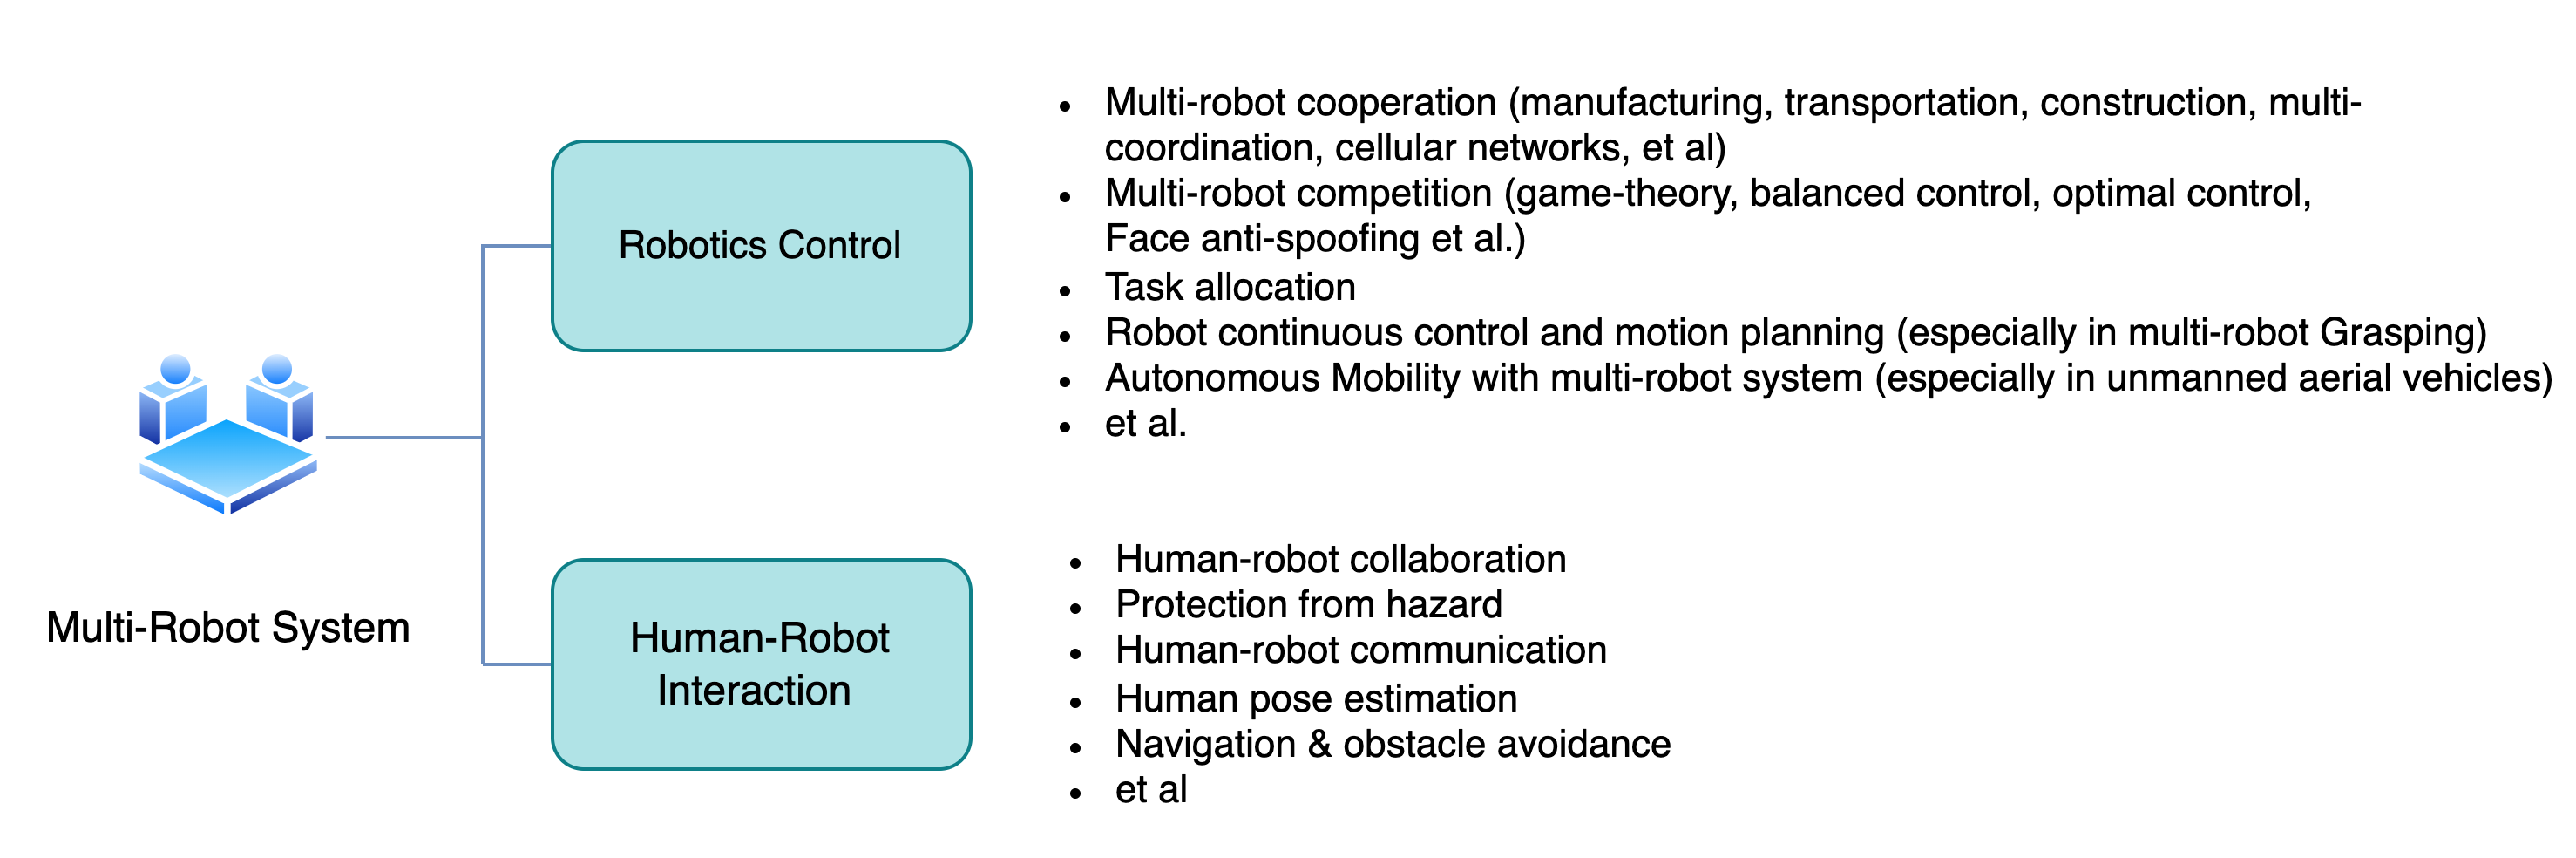 Multi-Robot System
Robotics Control
• Multi-robot cooperation (manufacturing, transportation, construction, multi-
coordination, cellular networks, et al)
• Multi-robot competition (game-theory, balanced control, optimal control,
Face anti-spoofing et al.)
• Task allocation
• Robot continuous control and motion planning (especially in multi-robot Grasping)
• Autonomous Mobility with multi-robot system (especially in unmanned aerial vehicles)
• et al.
Human-Robot
Interaction
• Human-robot collaboration
• Protection from hazard
• Human-robot communication
• Human pose estimation
• Navigation & obstacle avoidance
• et al